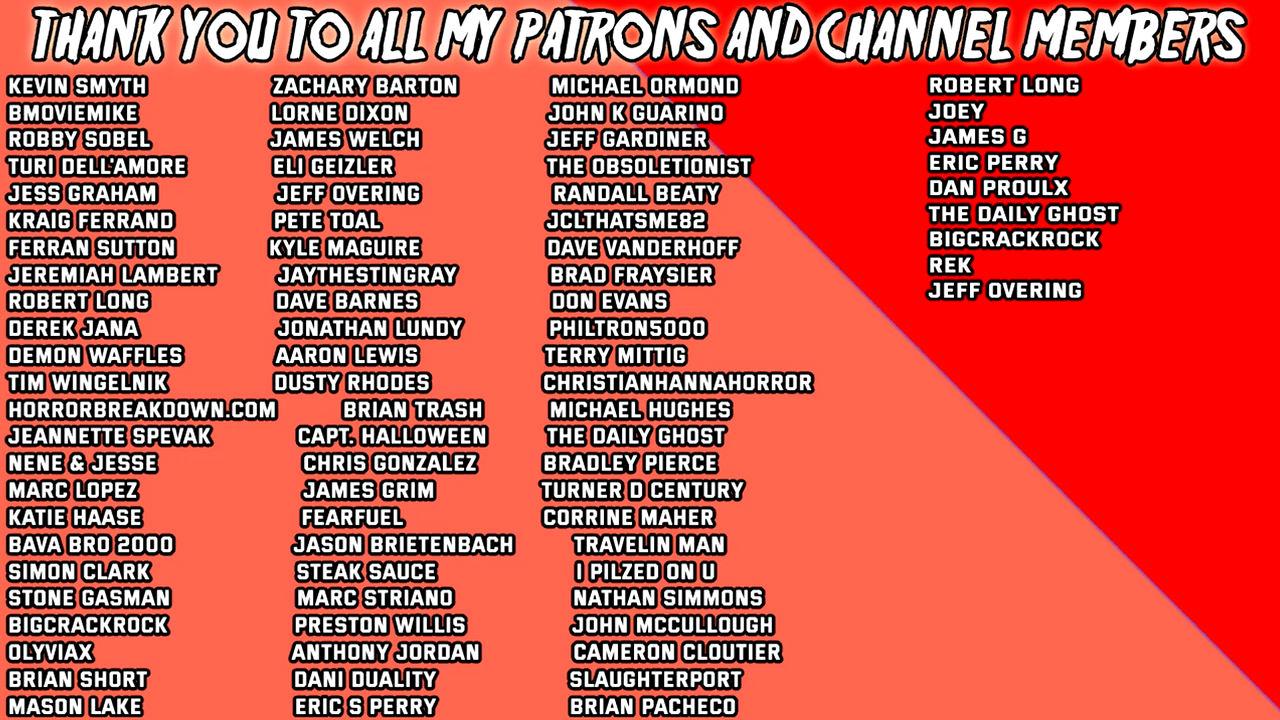 THANK YOU TO ALL MY PATRONS AND CHANNEL MEMBERS
KEVIN SMYTH
BMOVIEMIKE
ROBBY SOBEL
TURI DELL'AMORE
JESS GRAHAM
KRAIG FERRAND
FERRAN SUTTON
JEREMIAH LAMBERT
ROBERT LONG
DEREK JANA
DEMON WAFFLES
TIM WINGELNIK
HORRORBREAKDOWN.COM
JEANNETTE SPEVAK
NENE & JESSE
MARC LOPEZ
KATIE HAASE
BAVA BRO 2000
SIMON CLARK
STONE GASMAN
BIGCRACKROCK
OLYVIAX
BRIAN SHORT
MASON LAKE
ZACHARY BARTON
LORNE DIXON
JAMES WELCH
ELI GEIZLER
JEFF OVERING
PETE TOAL
KYLE MAGUIRE
JAYTHESTINGRAY
DAVE BARNES
JONATHAN LUNDY
AARON LEWIS
DUSTY RHODES
BRIAN TRASH
CAPT. HALLOWEEN
CHRIS GONZALEZ
JAMES GRIM
FEARFUEL
JASON BRIETENBACH
STEAK SAUCE
MARC STRIANO
PRESTON WILLIS
ANTHONY JORDAN
DANI DUALITY
ERIC S PERRY
MICHAEL ORMOND
JOHN K GUARINO
JEFF GARDINER
THE OBSOLETIONIST
RANDALL BEATY
JCLTHATSME82
DAVE VANDERHOFF
BRAD FRAYSIER
DON EVANS
PHILTRON5000
TERRY MITTIG
CHRISTIANHANNAHORROR
MICHAEL HUGHES
THE DAILY GHOST
BRADLEY PIERCE
TURNER D CENTURY
CORRINE MAHER
TRAVELIN MAN
I PILZED ON U
NATHAN SIMMONS
JOHN MCCULLOUGH
CAMERON CLOUTIER
SLAUGHTERPORT
BRIAN PACHECO
ROBERT LONG
JOEY
JAMES G
ERIC PERRY
DAN PROULX
THE DAILY GHOST
BIGCRACKROCK
REK
JEFF OVERING